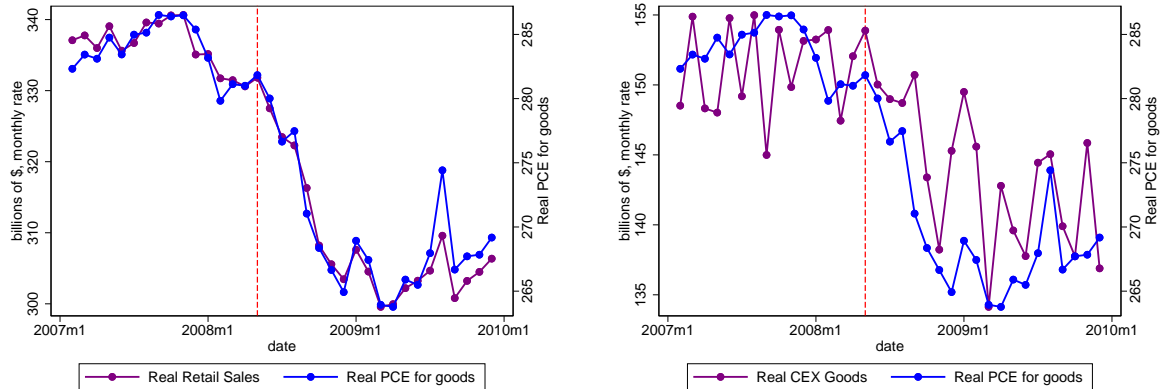 billions of $, monthly rate
340
330
320
310
300
285
280
275
270
265
Real PCE for goods
2007m1 2008m1 2009m1 2010m1
date
Real Retail Sales Real PCE for goods
billions of $, monthly rate
155
150
145
140
135
285
280
275
270
265
Real PCE for goods
2007m1 2008m1 2009m1 2010m1
date
Real CEX Goods Real PCE for goods